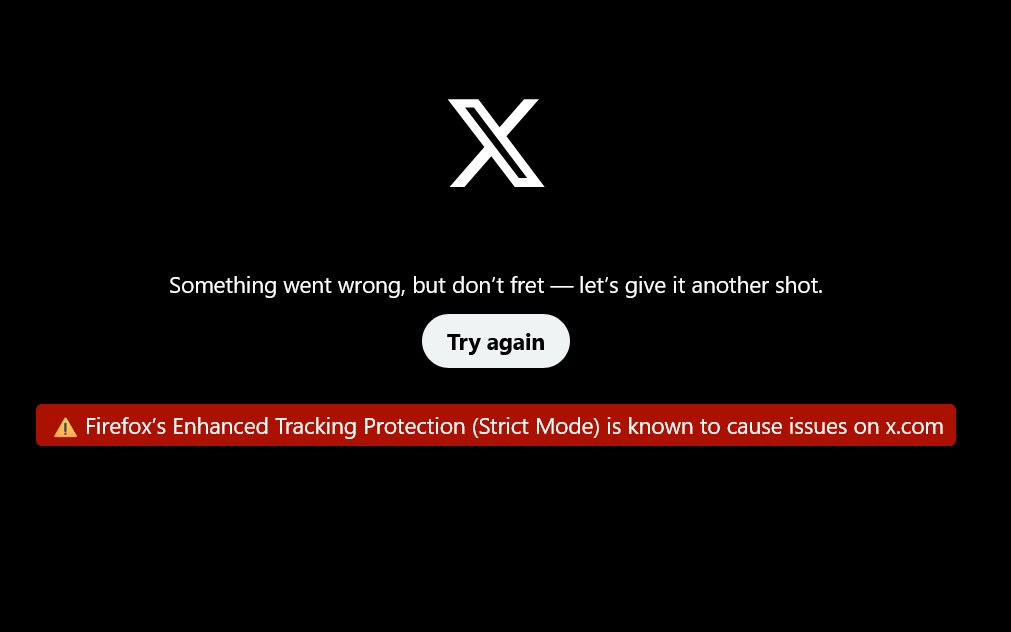 Something went wrong, but don’t fret — let’s give it another shot.
Try again
⚠️ Firefox’s Enhanced Tracking Protection (Strict Mode) is known to cause issues on x.com